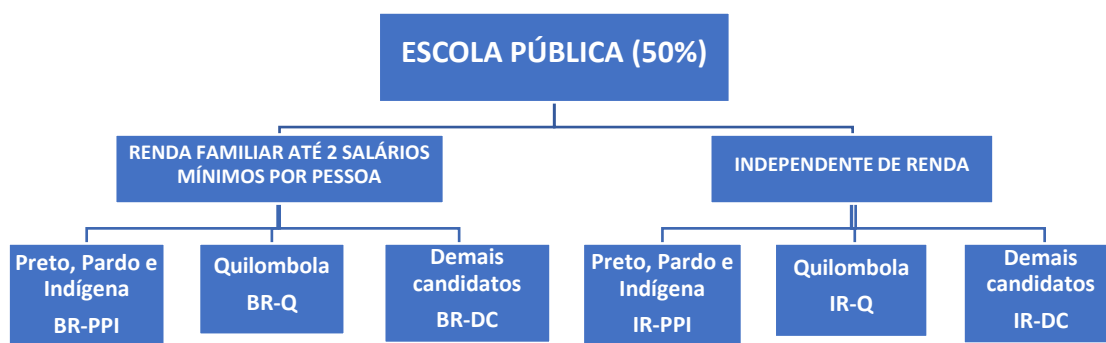 ESCOLA PÚBLICA (50%)
RENDA FAMILIAR ATÉ 2 SALÁRIOS
MÍNIMOS POR PESSOA
INDEPENDENTE DE RENDA
Preto, Pardo e
Indígena
BR-PPI
Quilombola
BR-Q
Demais
candidatos
BR-DC
Preto, Pardo e
Indígena
IR-PPI
Quilombola
IR-Q
Demais
candidatos
IR-DC